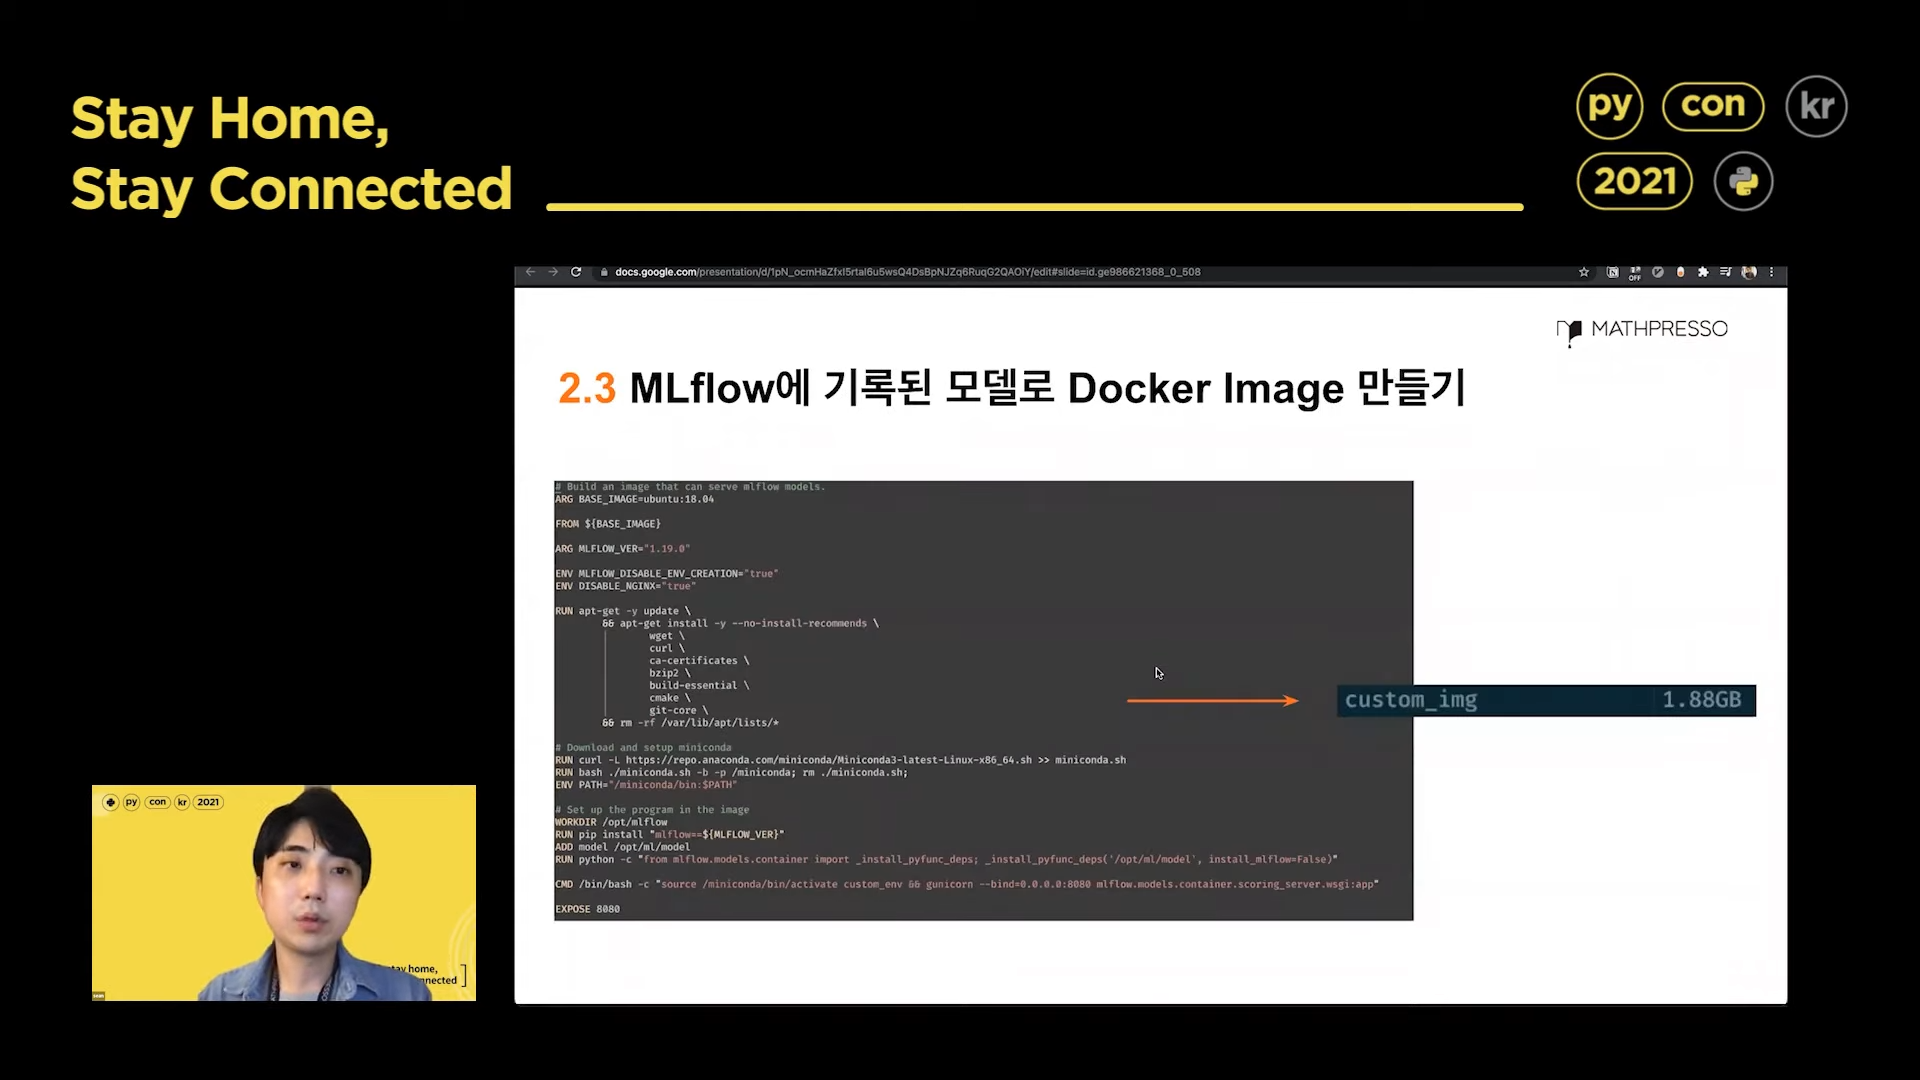 Stay Home,
Stay Connected
py con kr
2021
docs.google.com/presentation/d/1pN_ocmHaZfxI5rtaI6u5wsQ4DsBpNJZq6RuqG2QAOiY/edit#slide=id.ge986621368_0_508
OFF
MATHPRESSO
2.3 MLflow에 기록된 모델로 Docker Image 만들기
# Build an image that can serve mlflow models.
ARG BASE_IMAGE=ubuntu:18.04
FROM ${BASE_IMAGE}
ARG MLFLOW_VER="1.19.0"
ENV MLFLOW_DISABLE_ENV_CREATION="true"
ENV DISABLE_NGINX="true"
RUN apt-get -y update \
&& apt-get install -y --no-install-recommends \
wget \
curl \
ca-certificates \
bzip2 \
build-essential \
cmake \
git-core \
&& rm -rf /var/lib/apt/lists/*
# Download and setup miniconda
RUN curl -L https://repo.anaconda.com/miniconda/Miniconda3-latest-Linux-x86_64.sh >> miniconda.sh
RUN bash ./miniconda.sh -b -p /miniconda; rm ./miniconda.sh;
ENV PATH="/miniconda/bin:$PATH"
# Set up the program in the image
WORKDIR /opt/mlflow
RUN pip install "mlflow==${MLFLOW_VER}"
ADD model /opt/ml/model
RUN python -c "from mlflow.models.container import _install_pyfunc_deps; _install_pyfunc_deps('/opt/ml/model', install_mlflow=False)"
CMD /bin/bash -c "source /miniconda/bin/activate custom_env && gunicorn --bind=0.0.0.0:8080 mlflow.models.container.scoring_server.wsgi:app"
EXPOSE 8080
custom_img 1.88GB
py con kr 2021
tay home,
nnected